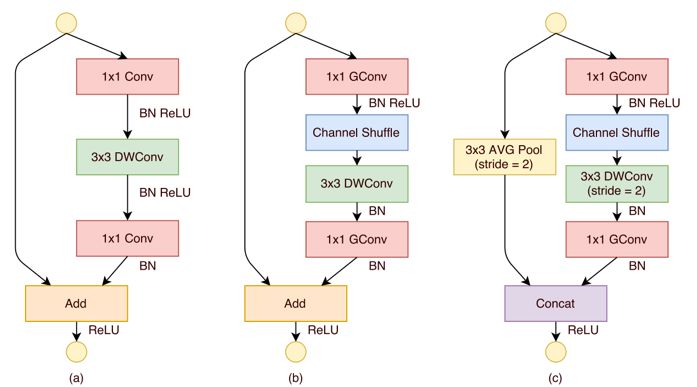 1x1 Conv
BN ReLU
3x3 DWConv
BN ReLU
1x1 Conv
BN
Add
ReLU
(a)
1x1 GConv
BN ReLU
Channel Shuffle
3x3 DWConv
BN
1x1 GConv
BN
Add
ReLU
(b)
1x1 GConv
BN ReLU
Channel Shuffle
3x3 AVG Pool
(stride = 2)
3x3 DWConv
(stride = 2)
BN
1x1 GConv
BN
Concat
ReLU
(c)